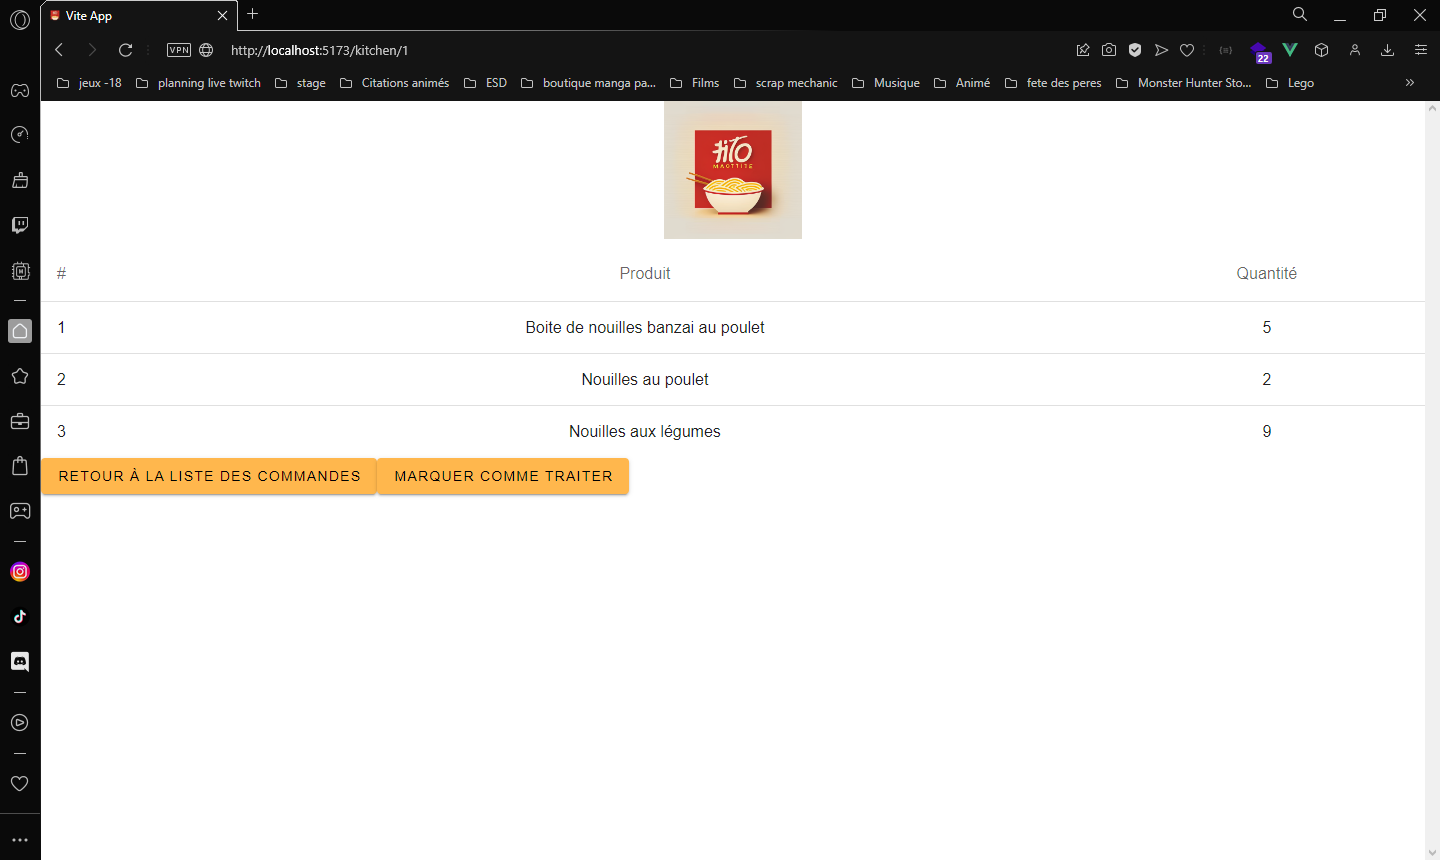 Vite App
VPN
http://localhost:5173/kitchen/1
22
jeux -18
planning live twitch
stage
Citations animés
ESD
boutique manga pa...
Films
scrap mechanic
Musique
Animé
fete des peres
Monster Hunter Sto...
Lego
»
MAOTTITE
# Produit Quantité
1 Boite de nouilles banzai au poulet 5
2 Nouilles au poulet 2
3 Nouilles aux légumes 9
RETOUR À LA LISTE DES COMMANDES
MARQUER COMME TRAITER